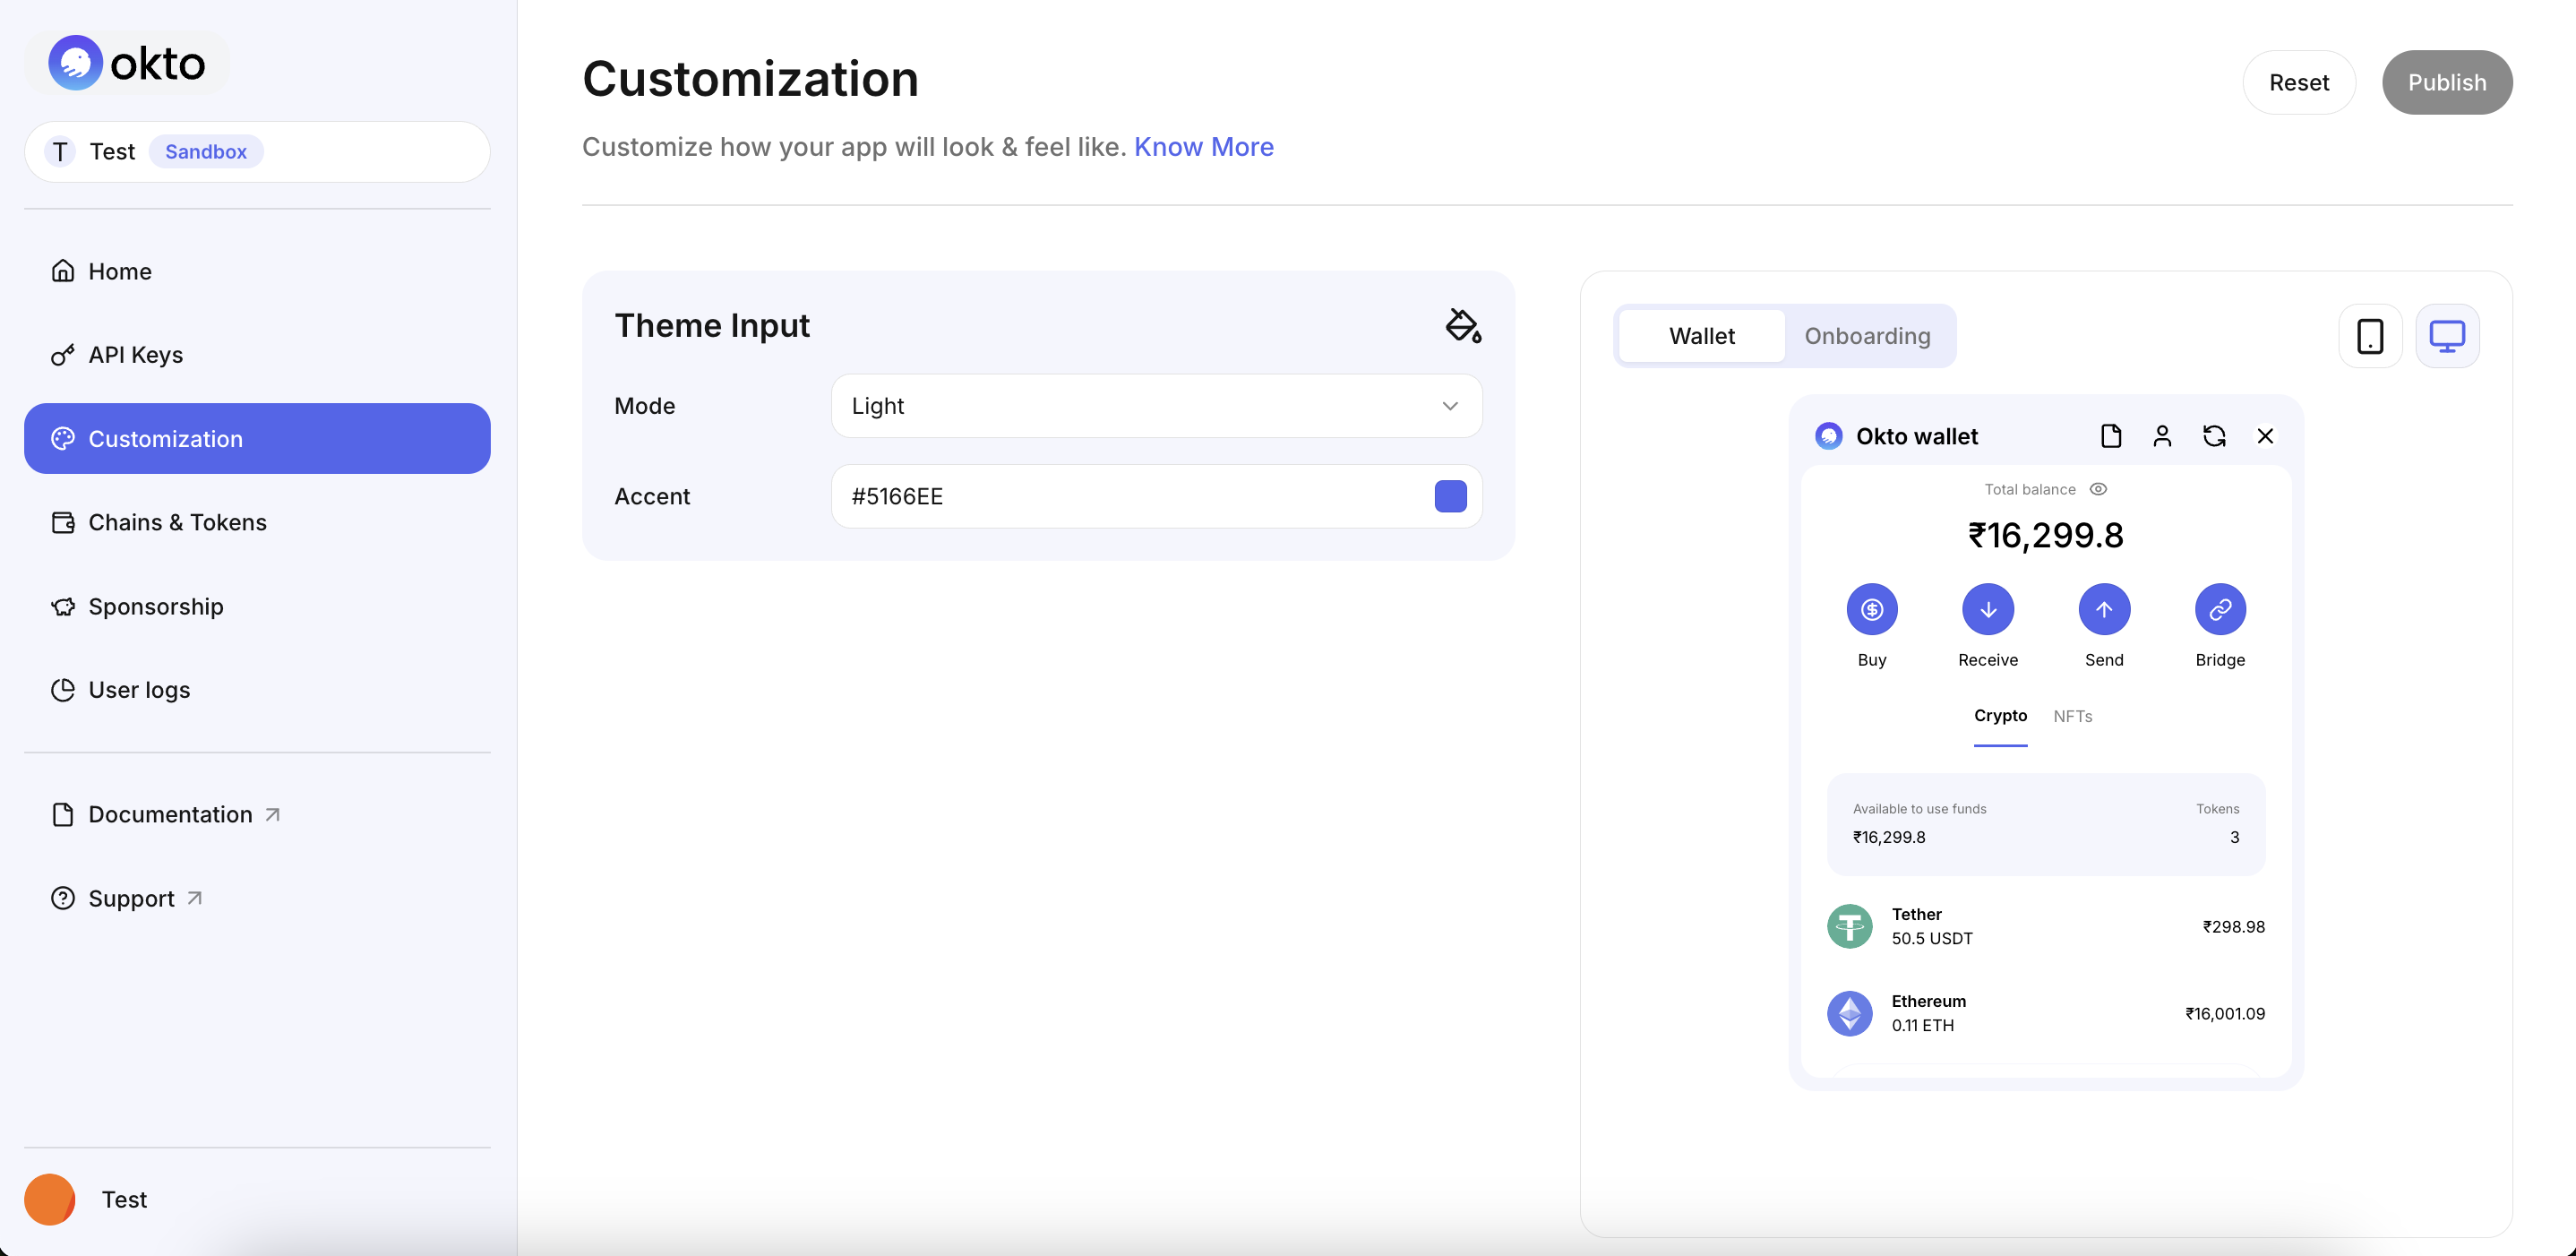 okto
T Test Sandbox
Home
API Keys
Customization
Chains & Tokens
Sponsorship
User logs
Documentation
Support
Test
Customization
Customize how your app will look & feel like. Know More
Reset
Publish
Theme Input
Mode
Light
Accent
#5166EE
Wallet
Onboarding
Okto wallet
Total balance
₹16,299.8
Buy
Receive
Send
Bridge
Crypto
NFTs
Available to use funds
Tokens
₹16,299.8
3
Tether
50.5 USDT
₹298.98
Ethereum
0.11 ETH
₹16,001.09